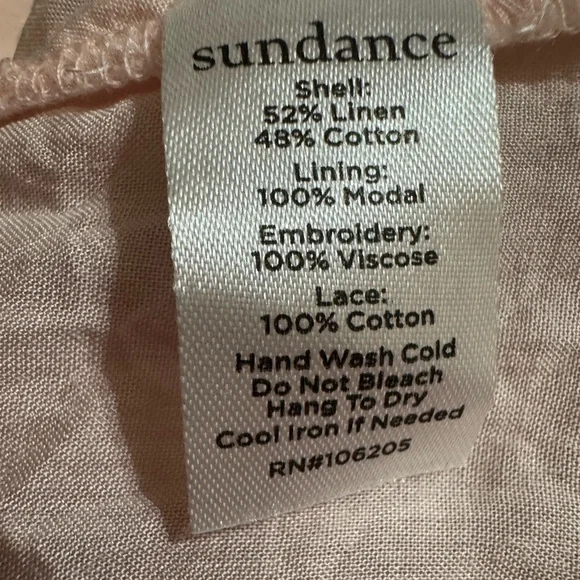 sundance
Shell:
52% Linen
48% Cotton
Lining:
100% Modal
Embroidery:
100% Viscose
Lace:
100% Cotton
Hand Wash Cold
Do Not Bleach
Hang To Dry
Cool Iron If Needed
RN#106205